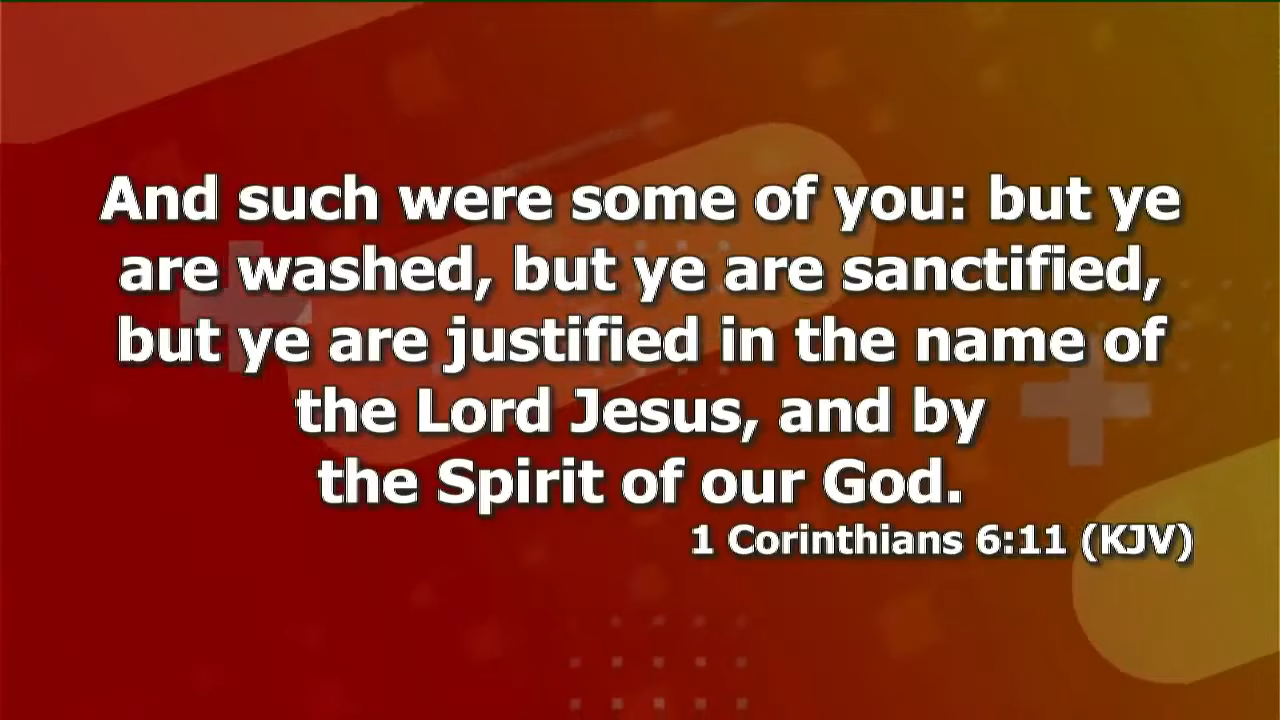 And such were some of you: but ye
are washed, but ye are sanctified,
but ye are justified in the name of
the Lord Jesus, and by
the Spirit of our God.
1 Corinthians 6:11 (KJV)